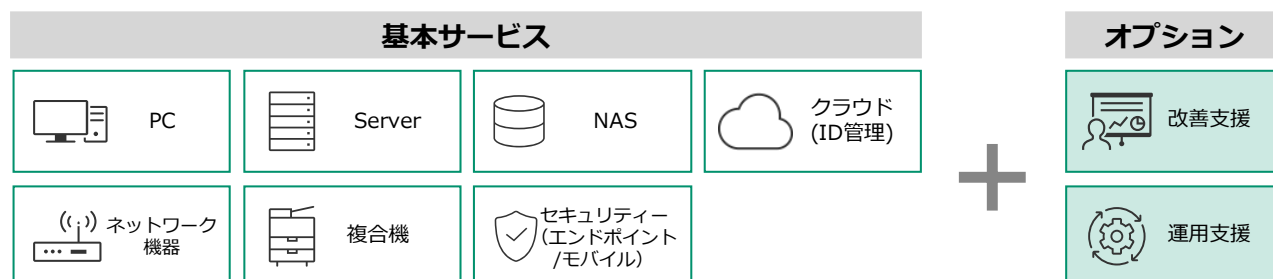 基本サービス
オプション
PC
Server
NAS
クラウド
(ID管理)
改善支援
ネットワーク
機器
複合機
セキュリティー
(エンドポイント
/モバイル)
運用支援